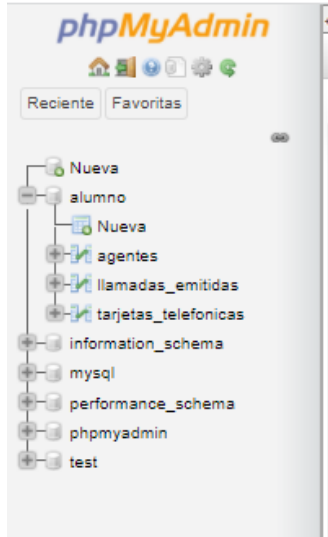 phpMyAdmin
Reciente Favoritas
Nueva
alumno
Nueva
agentes
llamadas_emitidas
tarjetas_telefonicas
information_schema
mysql
performance_schema
phpmyadmin
test